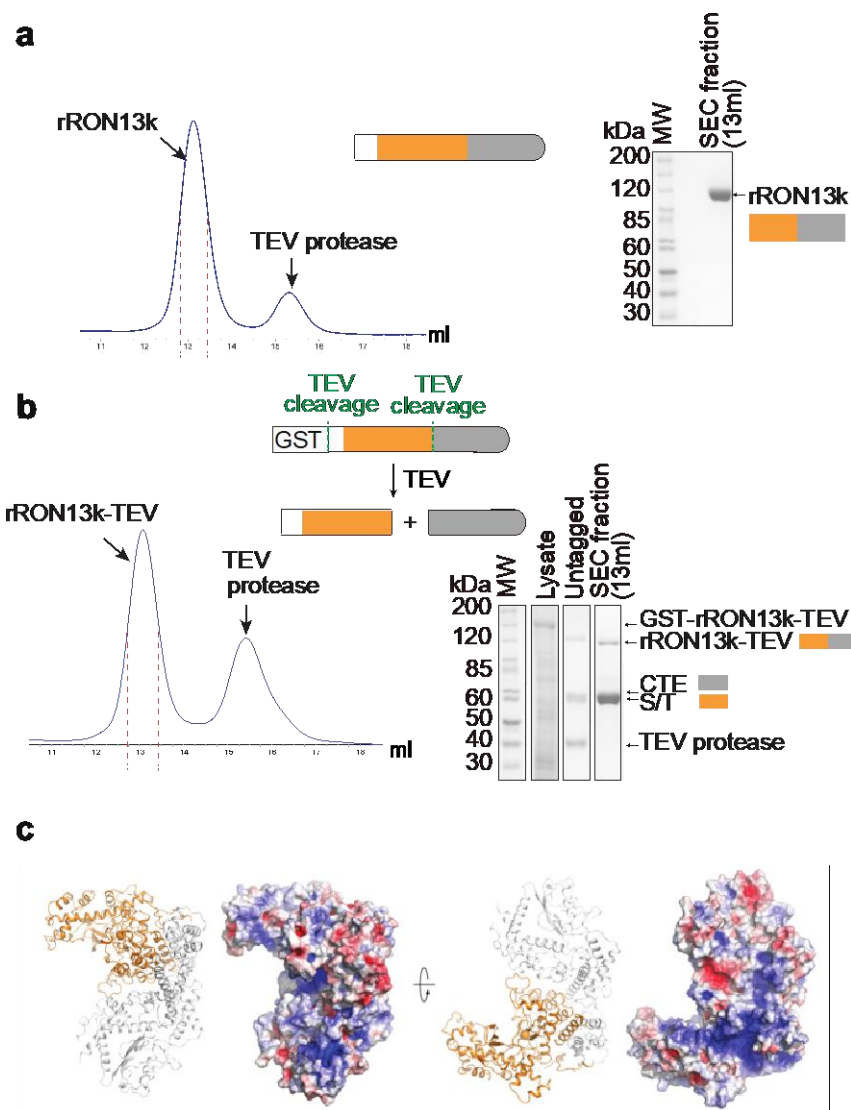 a
rRON13k
TEV protease
ml
11 12 13 14 15 16 17 18
kDa
MW
SEC fraction
(13ml)
200
120
85
60
50
40
30
rRON13k
b
TEV
cleavage
TEV
cleavage
GST
TEV
+
rRON13k-TEV
TEV
protease
ml
11 12 13 14 15 16 17 18
kDa
MW
Lysate
Untagged
SEC fraction
(13ml)
200
120
85
60
50
40
30
GST-rRON13k-TEV
rRON13k-TEV
CTE
S/T
TEV protease
c